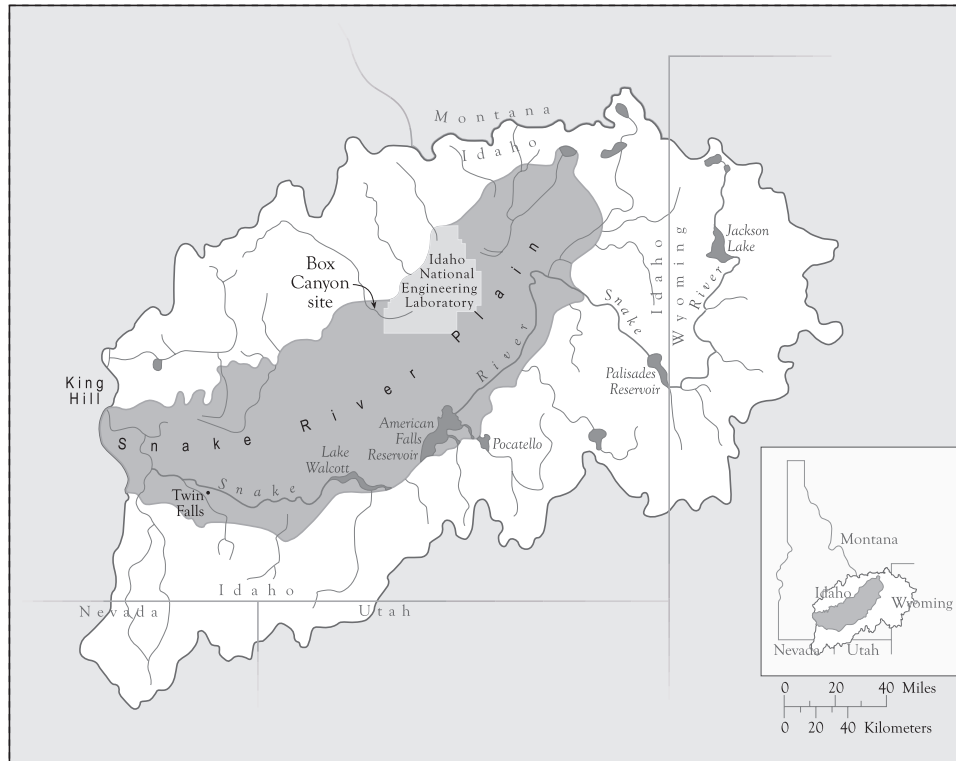 Montana
Idaho
Jackson
Lake
Idaho
National
Engineering
Laboratory
Box
Canyon
site
Idaho
Wyoming
Snake
River
Palisades
Reservoir
King
Hill
Snake River Plain
River
American
Falls
Reservoir
Pocatello
Lake
Walcott
Snake
Twin
Falls
Idaho
Nevada
Utah
Montana
Idaho
Wyoming
Nevada
Utah
0 20 40 Miles
0 20 40 Kilometers